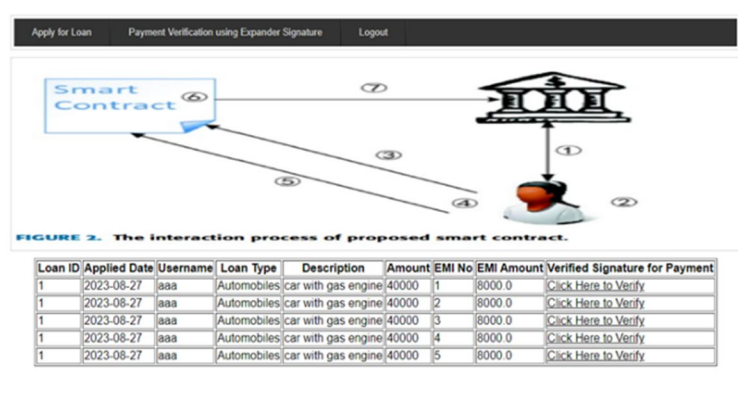 Apply for Loan Payment Verification using Expander Signature Logout
Smart
Contract
⑥
⑦
①
③
⑤
④
②
FIGURE 2. The interaction process of proposed smart contract.
Loan ID Applied Date Username Loan Type Description Amount EMI No EMI Amount Verified Signature for Payment
1 2023-08-27 aaa Automobiles car with gas engine 40000 1 8000.0 Click Here to Verify
1 2023-08-27 aaa Automobiles car with gas engine 40000 2 8000.0 Click Here to Verify
1 2023-08-27 aaa Automobiles car with gas engine 40000 3 8000.0 Click Here to Verify
1 2023-08-27 aaa Automobiles car with gas engine 40000 4 8000.0 Click Here to Verify
1 2023-08-27 aaa Automobiles car with gas engine 40000 5 8000.0 Click Here to Verify